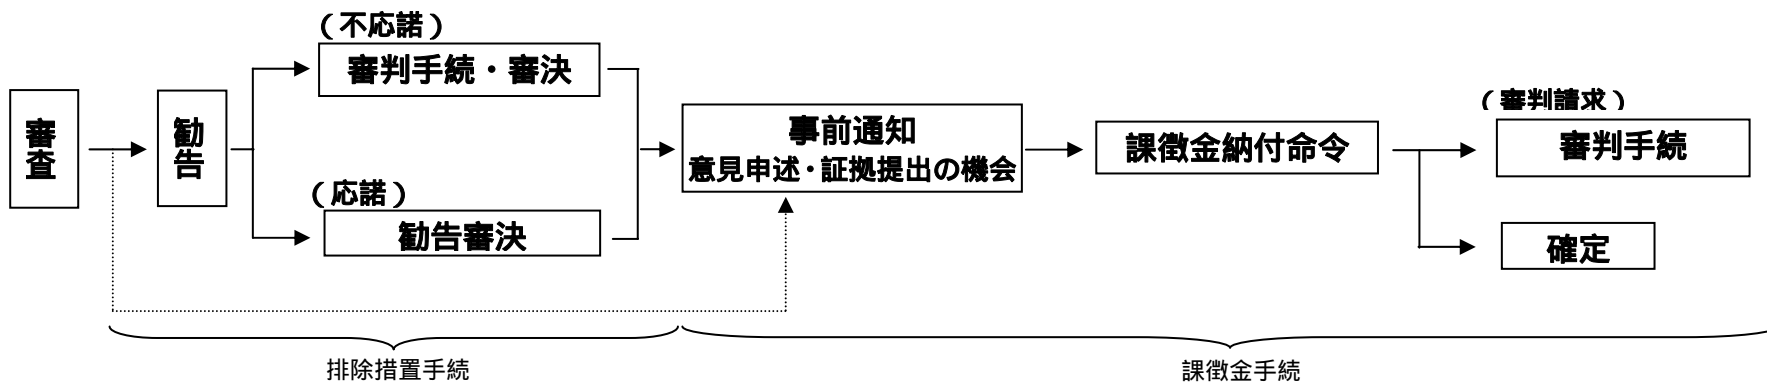 審査
勧告
（不応諾）
審判手続・審決
（応諾）
勧告審決
事前通知
意見申述・証拠提出の機会
課徴金納付命令
（審判請求）
審判手続
確定
排除措置手続
課徴金手続